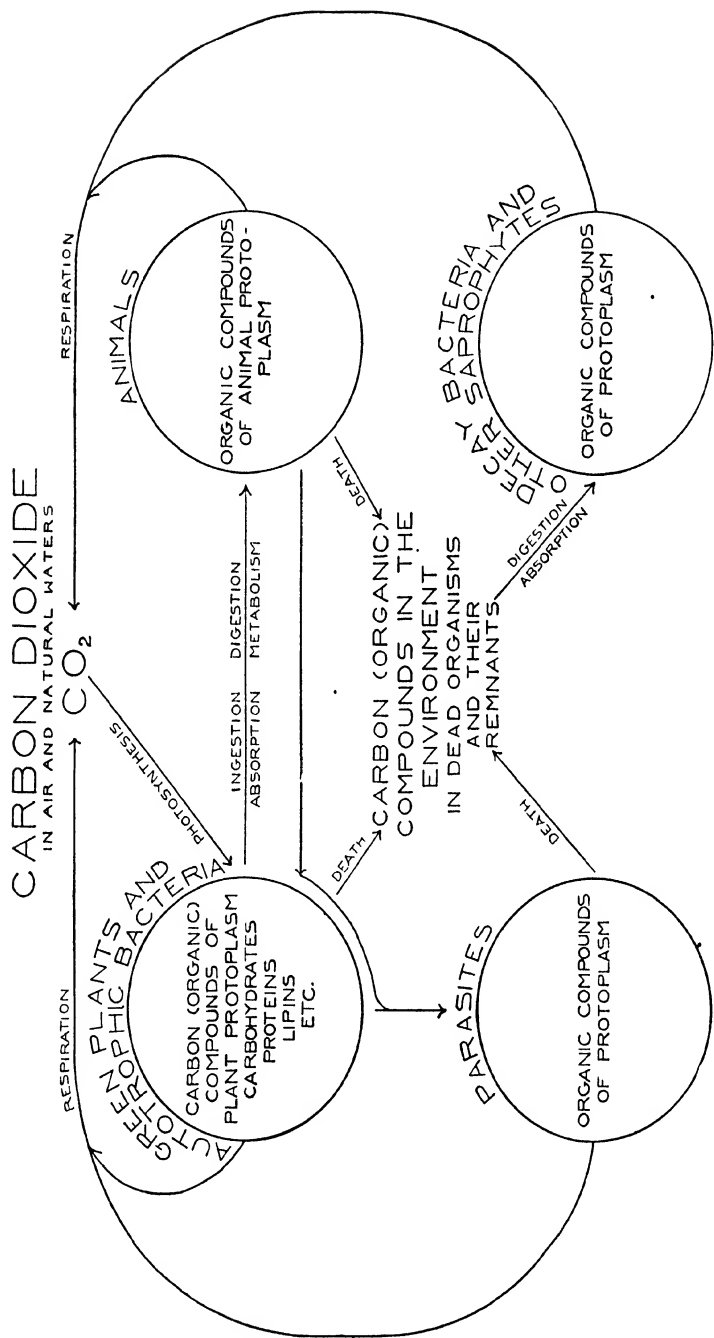 CARBON DIOXIDE
IN AIR AND NATURAL WATERS
CO2
RESPIRATION
RESPIRATION
PHOTOSYNTHESIS
GREEN PLANTS AND
AUTOTROPHIC BACTERIA
CARBON (ORGANIC)
COMPOUNDS OF
PLANT PROTOPLASM
CARBOHYDRATES
PROTEINS
LIPINS
ETC.
INGESTION DIGESTION
ABSORPTION METABOLISM
ANIMALS
ORGANIC COMPOUNDS
OF ANIMAL PROTO-
PLASM
DEATH
DEATH
CARBON (ORGANIC)
COMPOUNDS IN THE
ENVIRONMENT
IN DEAD ORGANISMS
AND THEIR
REMNANTS
DEATH
DIGESTION
ABSORPTION
PARASITES
ORGANIC COMPOUNDS
OF PROTOPLASM
DECAY BACTERIA AND
OTHER SAPROPHYTES
ORGANIC COMPOUNDS
OF PROTOPLASM